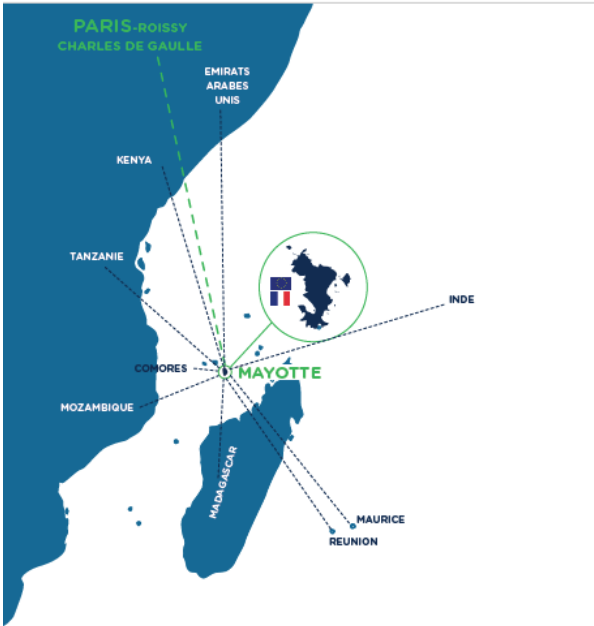 PARIS-ROISSY
CHARLES DE GAULLE
EMIRATS
ARABES
UNIS
KENYA
TANZANIE
INDE
COMORES
MAYOTTE
MOZAMBIQUE
MADAGASCAR
MAURICE
REUNION